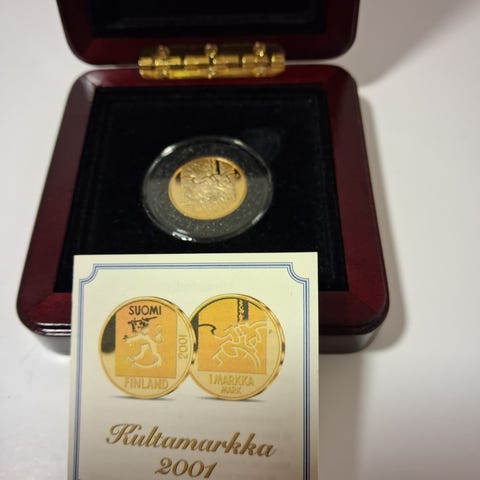 SUOMI
2001
FINLAND
1 MARKKA
MARK
Kultamarkka
2001